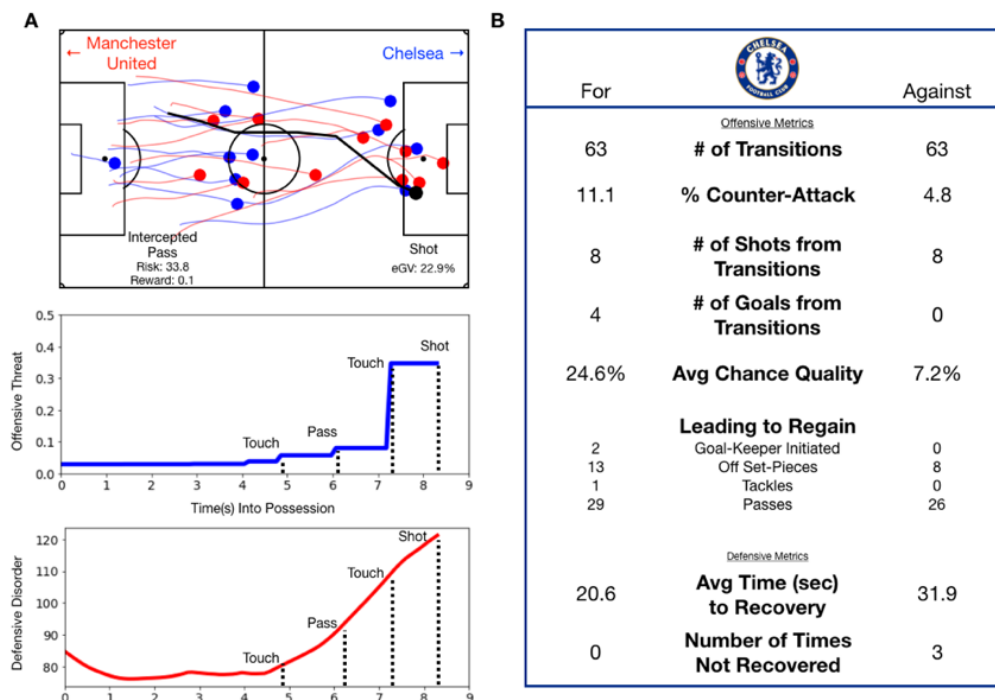 A
← Manchester United
Chelsea →
Intercepted
Pass
Risk: 33.8
Reward: 0.1
Shot
eGV: 22.9%
Offensive Threat
0.5
0.4
0.3
0.2
0.1
0.0
Touch
Pass
Touch
Shot
0 1 2 3 4 5 6 7 8 9
Time(s) Into Possession
Defensive Disorder
120
110
100
90
80
Touch
Pass
Touch
Shot
0 1 2 3 4 5 6 7 8 9
B
CHELSEA
FOOTBALL CLUB
For Against
Offensive Metrics
63 # of Transitions 63
11.1 % Counter-Attack 4.8
8 # of Shots from Transitions 8
4 # of Goals from Transitions 0
24.6% Avg Chance Quality 7.2%
Leading to Regain
2 Goal-Keeper Initiated 0
13 Off Set-Pieces 8
1 Tackles 0
29 Passes 26
Defensive Metrics
20.6 Avg Time (sec) to Recovery 31.9
0 Number of Times Not Recovered 3